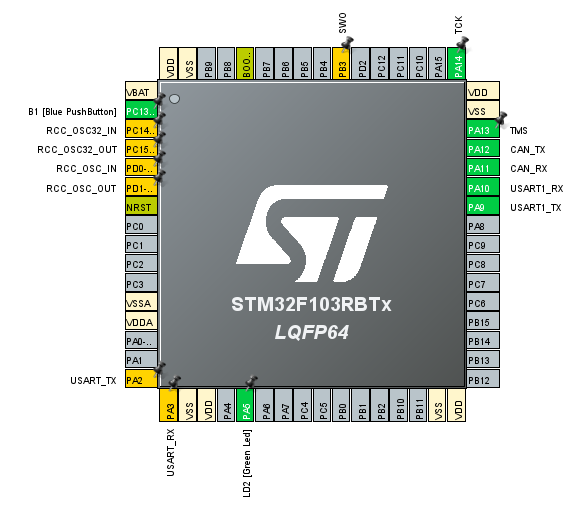 SWO
TCK
VDD
VSS
PB9
PB8
BOO..
PB7
PB6
PB5
PB4
PB3
PD2
PC12
PC11
PC10
PA15
PA14
VBAT
B1 [Blue PushButton] PC13..
RCC_OSC32_IN PC14..
RCC_OSC32_OUT PC15..
RCC_OSC_IN PD0-..
RCC_OSC_OUT PD1-..
NRST
PC0
PC1
PC2
PC3
VSSA
VDDA
PA0-..
PA1
USART_TX PA2
ST
STM32F103RBTx
LQFP64
VDD
VSS
PA13 TMS
PA12 CAN_TX
PA11 CAN_RX
PA10 USART1_RX
PA9 USART1_TX
PA8
PC9
PC8
PC7
PC6
PB15
PB14
PB13
PB12
PA3
VSS
VDD
PA4
PA5
PA6
PA7
PC4
PC5
PB0
PB1
PB2
PB10
PB11
VSS
VDD
USART_RX
LD2 [Green Led]